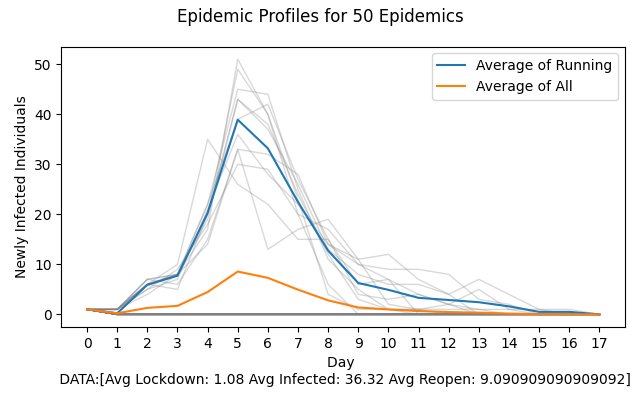 Epidemic Profiles for 50 Epidemics
Newly Infected Individuals
50
40
30
20
10
0
Average of Running
Average of All
0 1 2 3 4 5 6 7 8 9 10 11 12 13 14 15 16 17
Day
DATA:[Avg Lockdown: 1.08 Avg Infected: 36.32 Avg Reopen: 9.090909090909092]